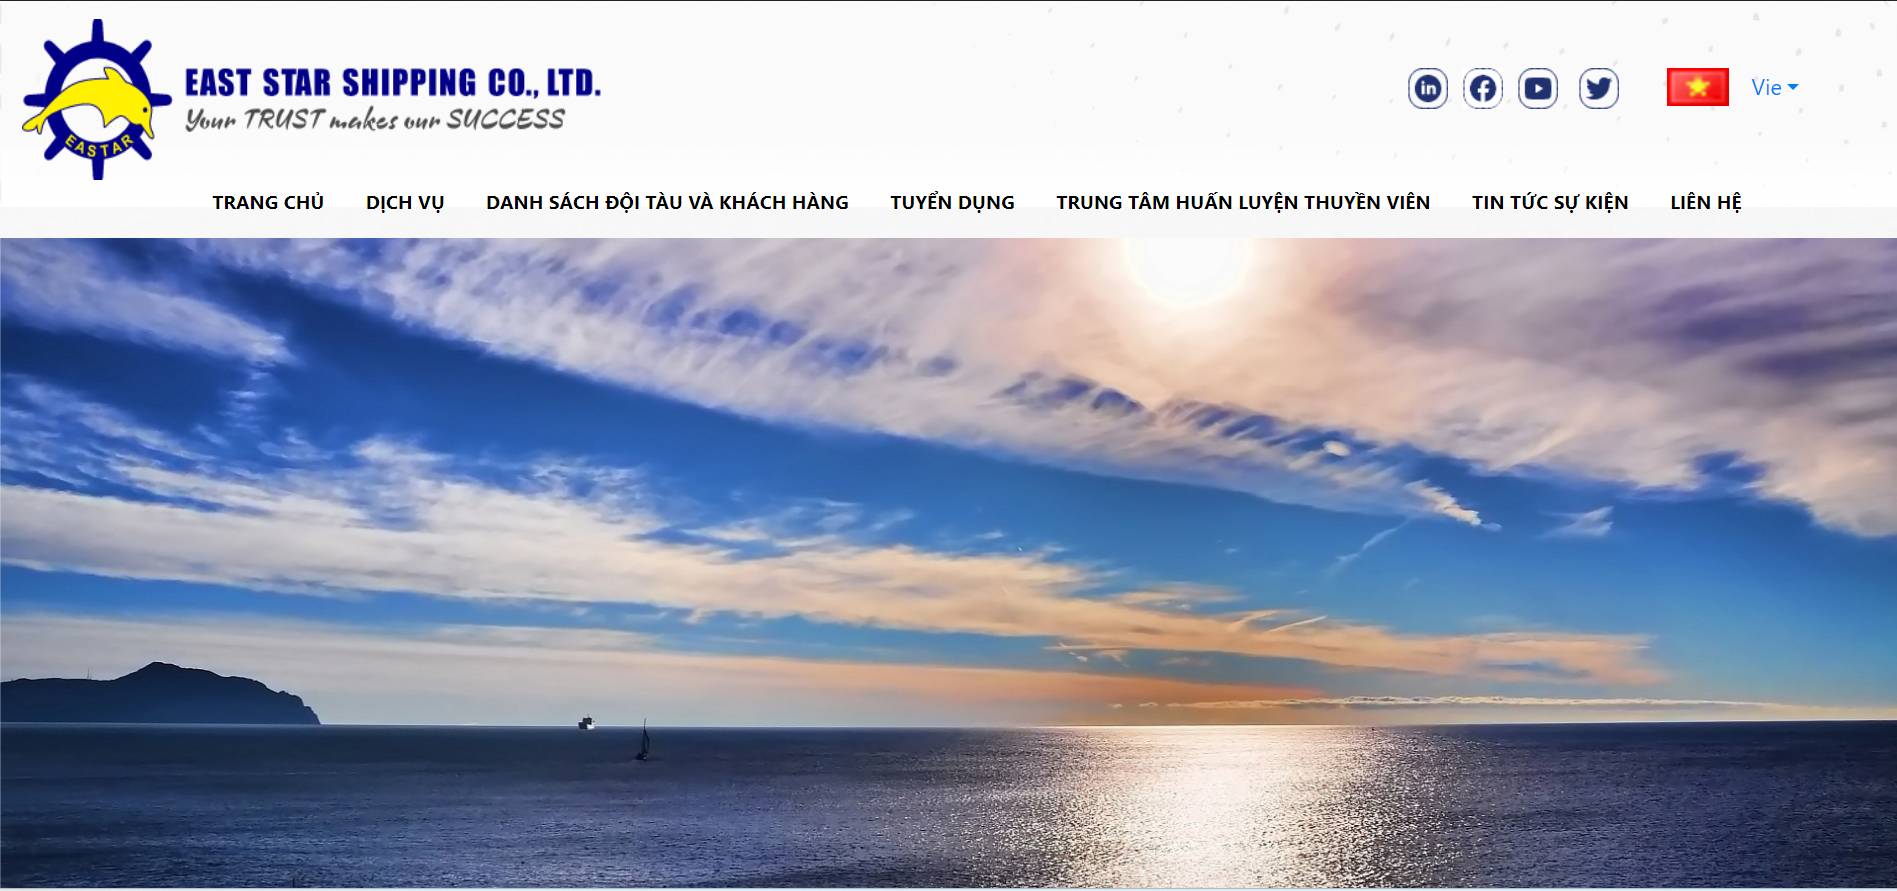 EAST STAR SHIPPING CO., LTD.
Your TRUST makes our SUCCESS
EASTAR
Vie
TRANG CHỦ DỊCH VỤ DANH SÁCH ĐỘI TÀU VÀ KHÁCH HÀNG TUYỂN DỤNG TRUNG TÂM HUẤN LUYỆN THUYỀN VIÊN TIN TỨC SỰ KIỆN LIÊN HỆ